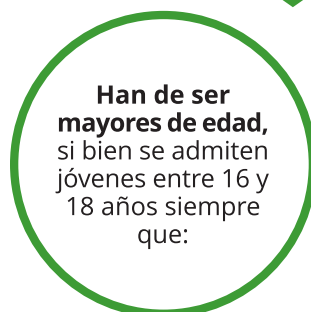 Han de ser
mayores de edad,
si bien se admiten
jóvenes entre 16 y
18 años siempre
que: